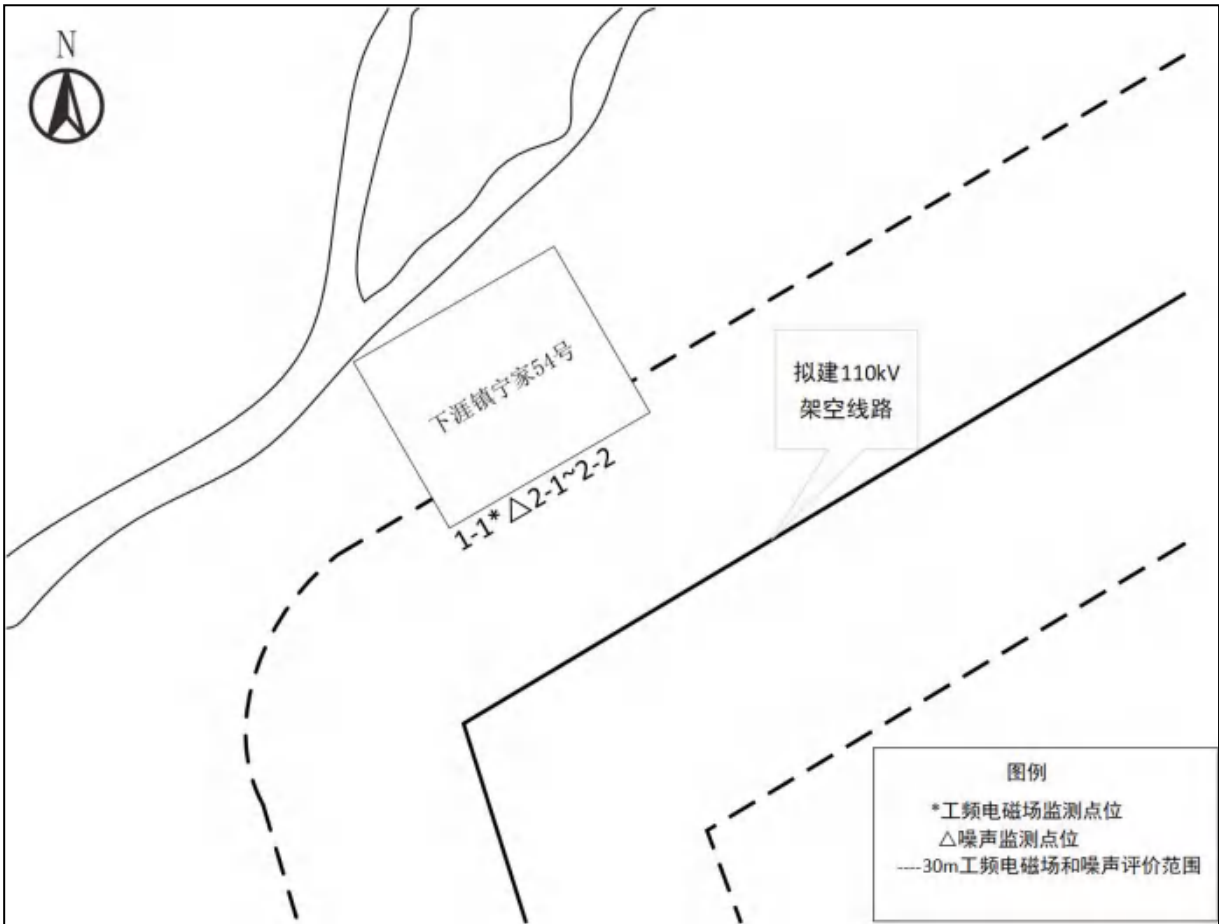 N
下涯镇宁家54号
1-1* △2-1~2-2
拟建110kV
架空线路
图例
*工频电磁场监测点位
△噪声监测点位
----30m工频电磁场和噪声评价范围